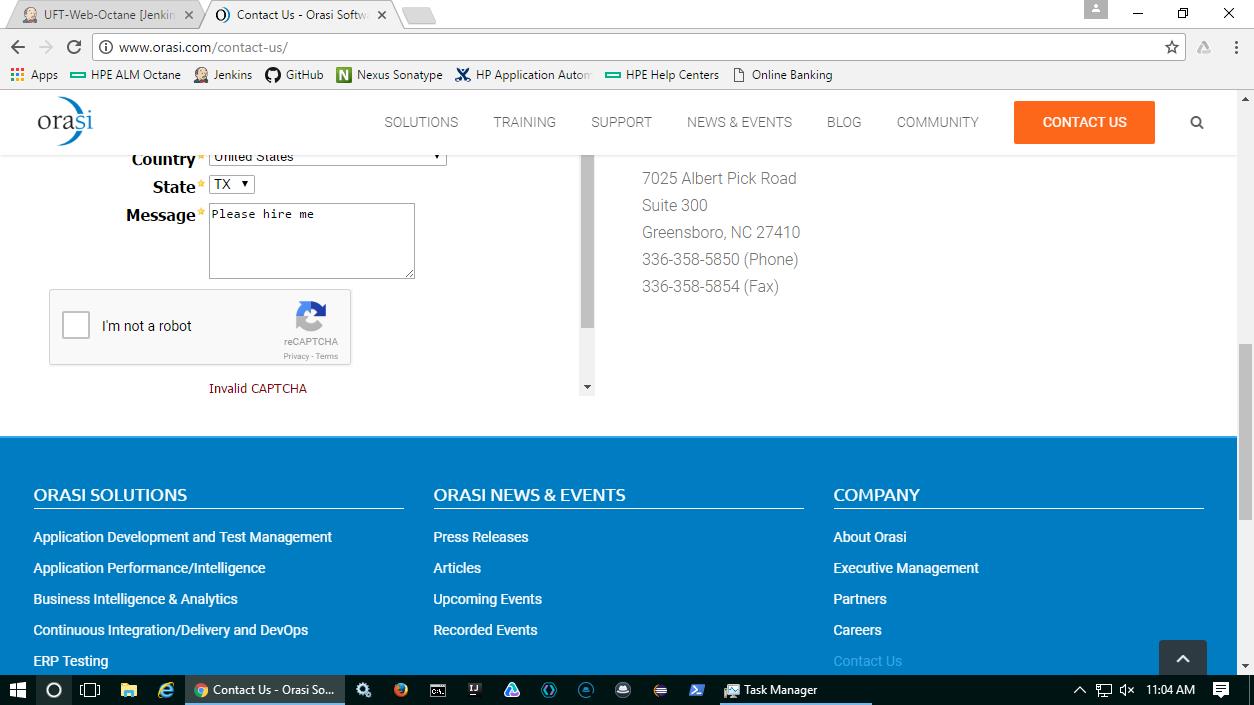 UFT-Web-Octane [Jenkin
Contact Us - Orasi Softwa
www.orasi.com/contact-us/
Apps
HPE ALM Octane
Jenkins
GitHub
Nexus Sonatype
HP Application Autom
HPE Help Centers
Online Banking
orasi
SOLUTIONS
TRAINING
SUPPORT
NEWS & EVENTS
BLOG
COMMUNITY
CONTACT US
Country United States
State TX
Message Please hire me
I'm not a robot
reCAPTCHA
Privacy - Terms
Invalid CAPTCHA
7025 Albert Pick Road
Suite 300
Greensboro, NC 27410
336-358-5850 (Phone)
336-358-5854 (Fax)
ORASI SOLUTIONS
Application Development and Test Management
Application Performance/Intelligence
Business Intelligence & Analytics
Continuous Integration/Delivery and DevOps
ERP Testing
ORASI NEWS & EVENTS
Press Releases
Articles
Upcoming Events
Recorded Events
COMPANY
About Orasi
Executive Management
Partners
Careers
Contact Us
Contact Us - Orasi So...
Task Manager
11:04 AM